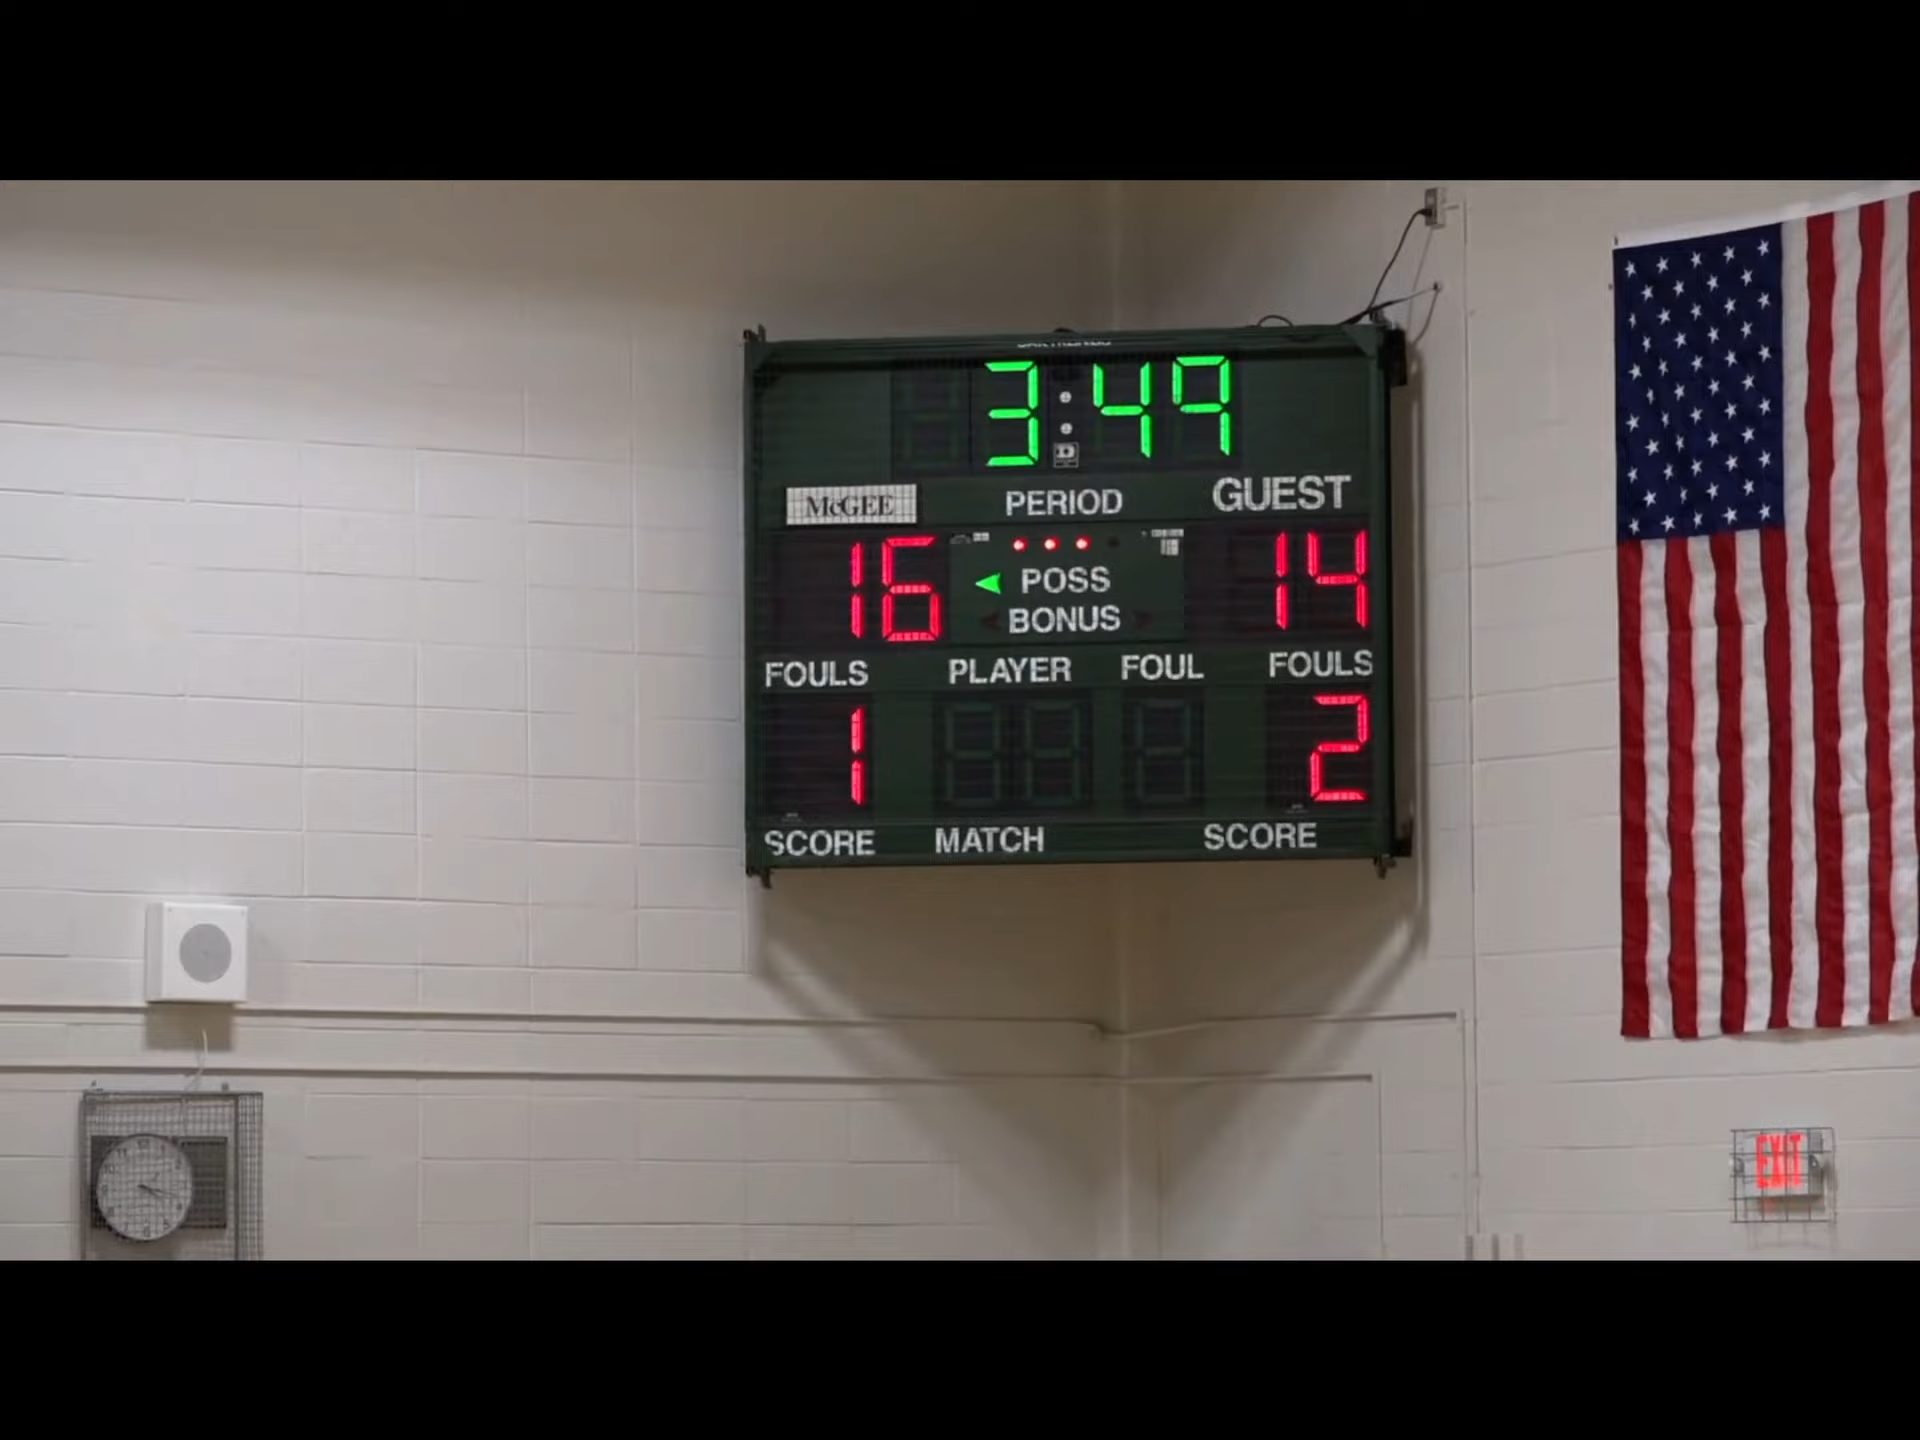 3:49
McGEE PERIOD GUEST
16 POSS 14
BONUS
FOULS PLAYER FOUL FOULS
1 2
SCORE MATCH SCORE
EXIT